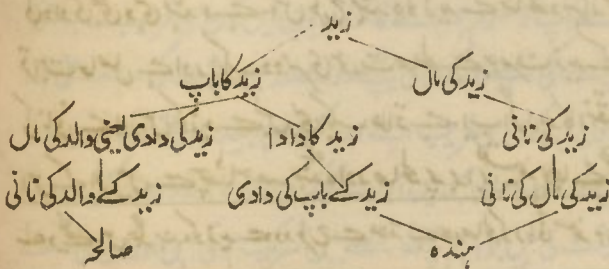 زید
زید کا باپ زید کی ماں
زید کی دادی یعنی والد کی ماں زید کا دادا زید کی نانی
زید کے والد کی نانی زید کے باپ کی دادی زید کی ماں کی نانی
صالحہ ہندہ